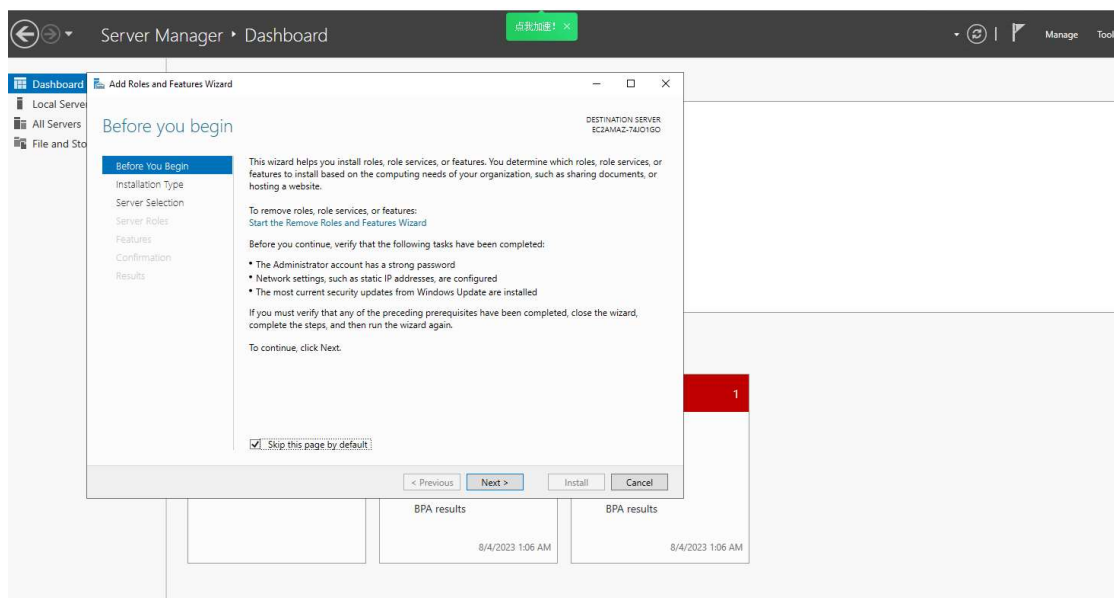 点我加速! ×
Server Manager ‣ Dashboard
Manage
Tool
Dashboard
Local Server
All Servers
File and Sto
Add Roles and Features Wizard
Before you begin
DESTINATION SERVER
EC2AMAZ-74JO1GO
Before You Begin
Installation Type
Server Selection
Server Roles
Features
Confirmation
Results
This wizard helps you install roles, role services, or features. You determine which roles, role services, or
features to install based on the computing needs of your organization, such as sharing documents, or
hosting a website.
To remove roles, role services, or features:
Start the Remove Roles and Features Wizard
Before you continue, verify that the following tasks have been completed:
• The Administrator account has a strong password
• Network settings, such as static IP addresses, are configured
• The most current security updates from Windows Update are installed
If you must verify that any of the preceding prerequisites have been completed, close the wizard,
complete the steps, and then run the wizard again.
To continue, click Next.
Skip this page by default
< Previous
Next >
Install
Cancel
1
BPA results
BPA results
8/4/2023 1:06 AM
8/4/2023 1:06 AM